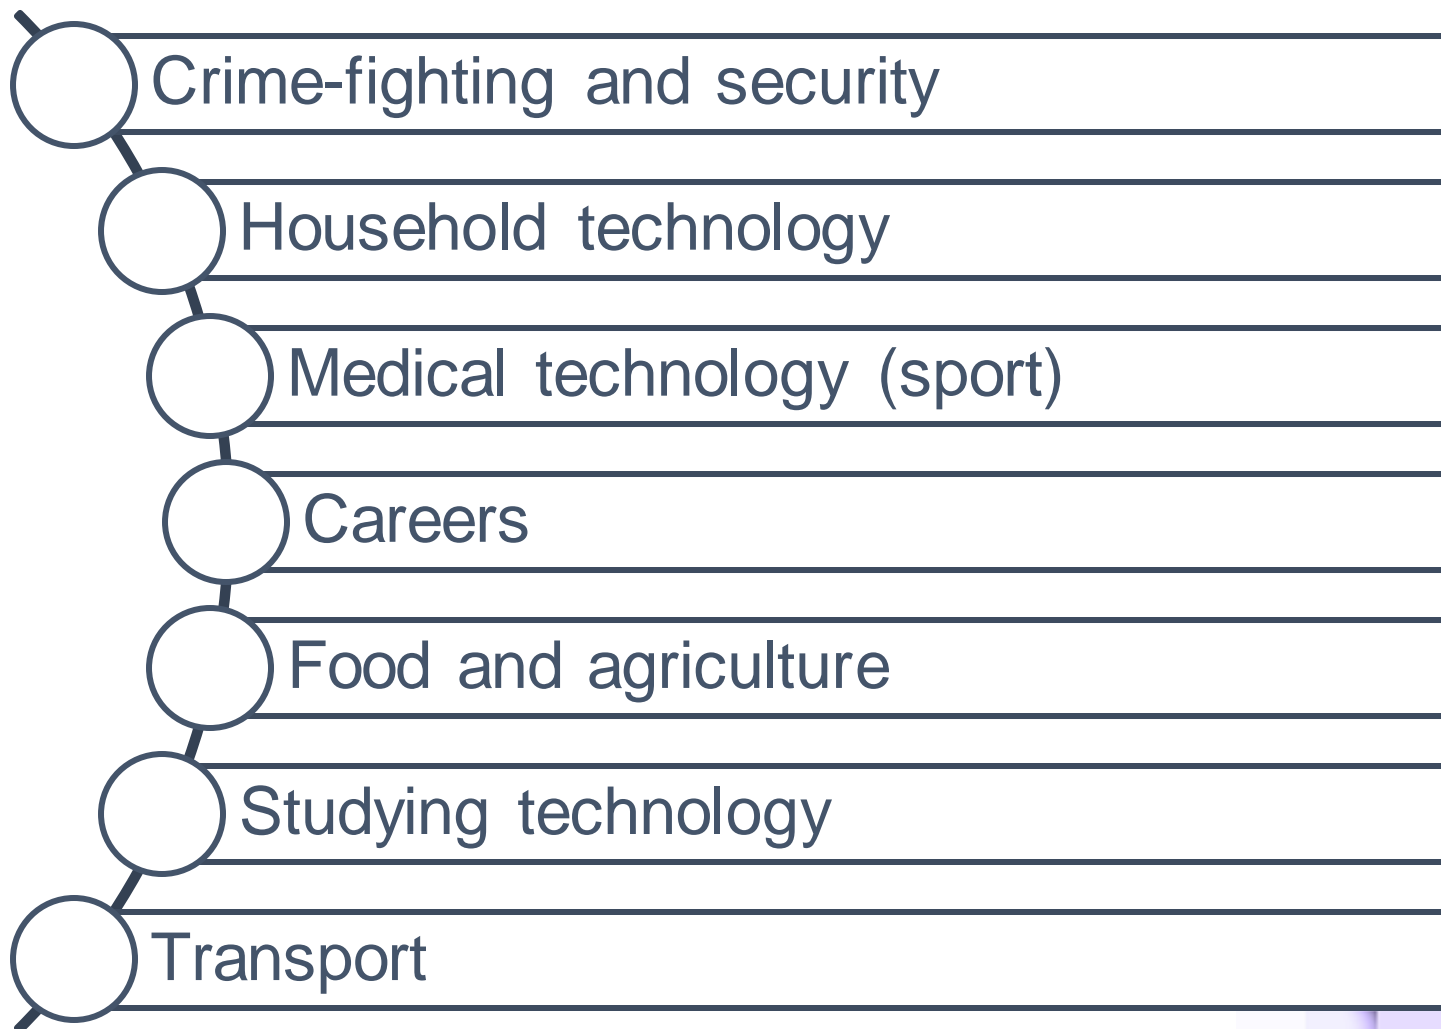 Crime-fighting and security
Household technology
Medical technology (sport)
Careers
Food and agriculture
Studying technology
Transport